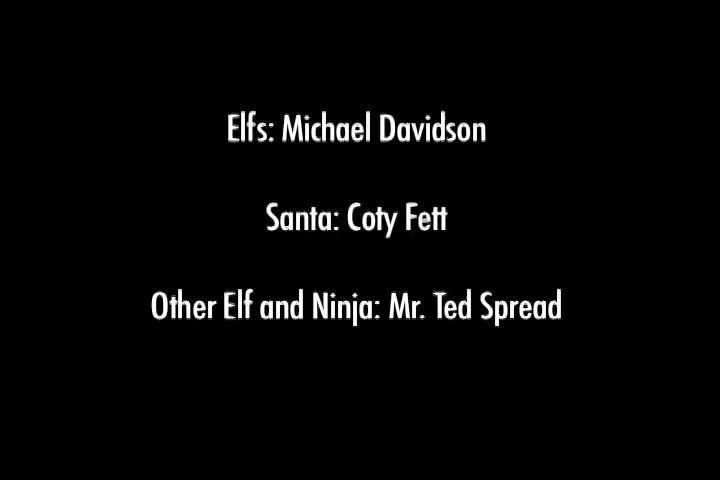 Elfs: Michael Davidson
Santa: Coty Fett
Other Elf and Ninja: Mr. Ted Spread